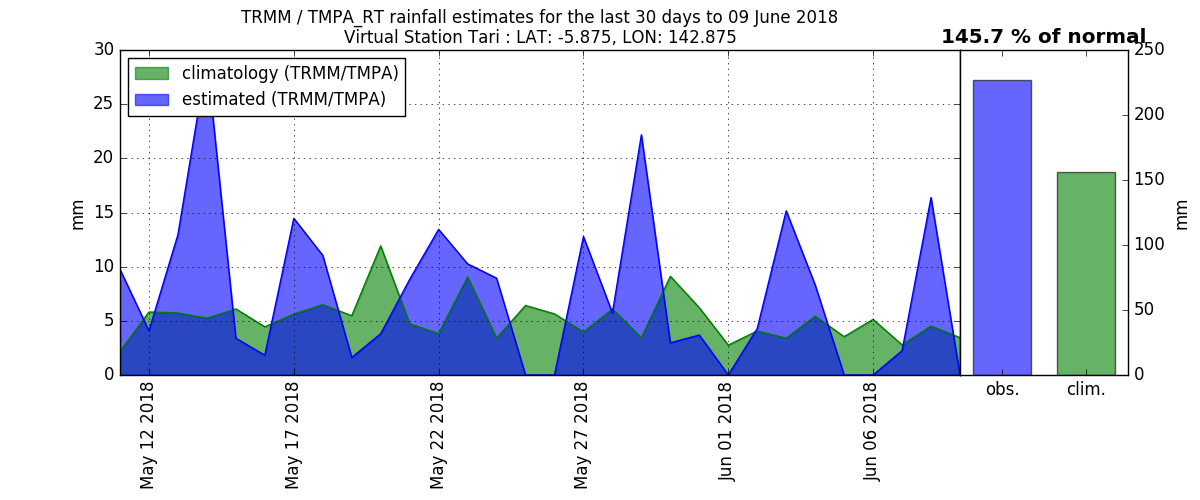 TRMM / TMPA_RT rainfall estimates for the last 30 days to 09 June 2018
Virtual Station Tari : LAT: -5.875, LON: 142.875
145.7 % of normal
climatology (TRMM/TMPA)
estimated (TRMM/TMPA)
30
25
20
15
10
5
0
mm
May 12 2018
May 17 2018
May 22 2018
May 27 2018
Jun 01 2018
Jun 06 2018
obs.
clim.
250
200
150
100
50
0
mm